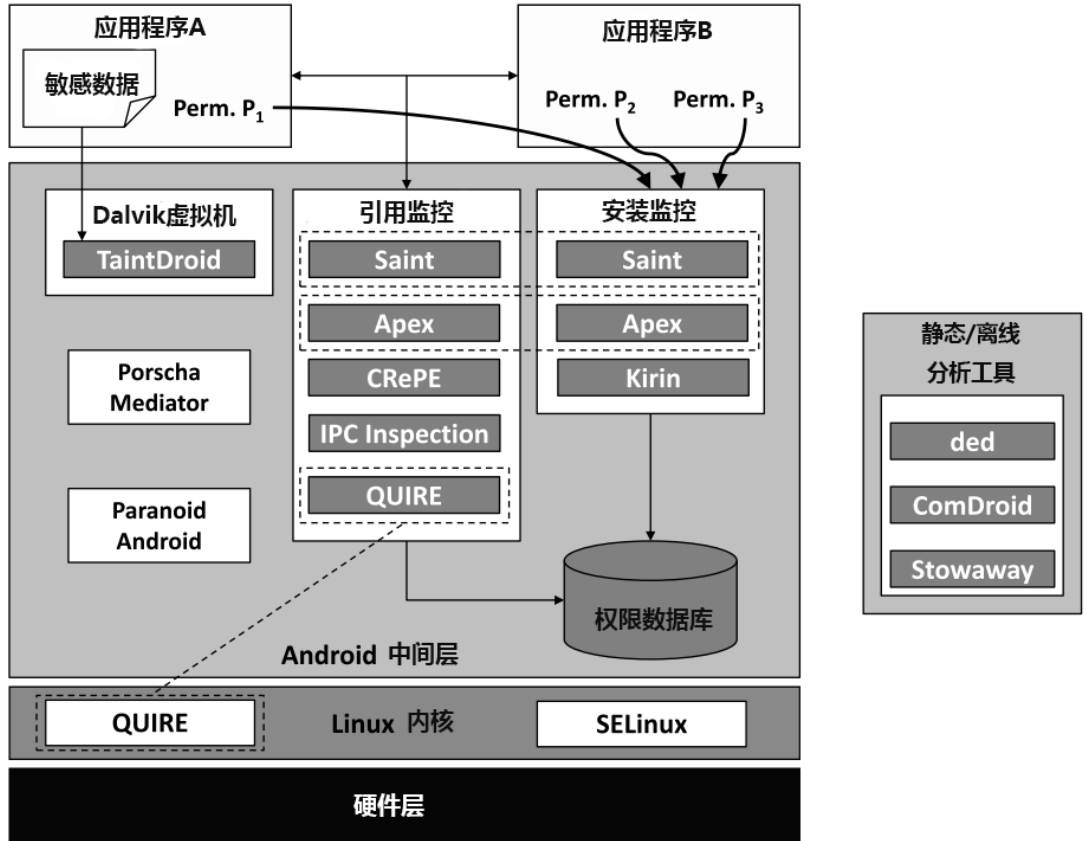 应用程序A
敏感数据
Perm. P1
应用程序B
Perm. P2
Perm. P3
Dalvik虚拟机
TaintDroid
Porscha
Mediator
Paranoid
Android
引用监控
Saint
Apex
CRePE
IPC Inspection
QUIRE
安装监控
Saint
Apex
Kirin
权限数据库
Android 中间层
QUIRE
Linux 内核
SELinux
硬件层
静态/离线
分析工具
ded
ComDroid
Stowaway